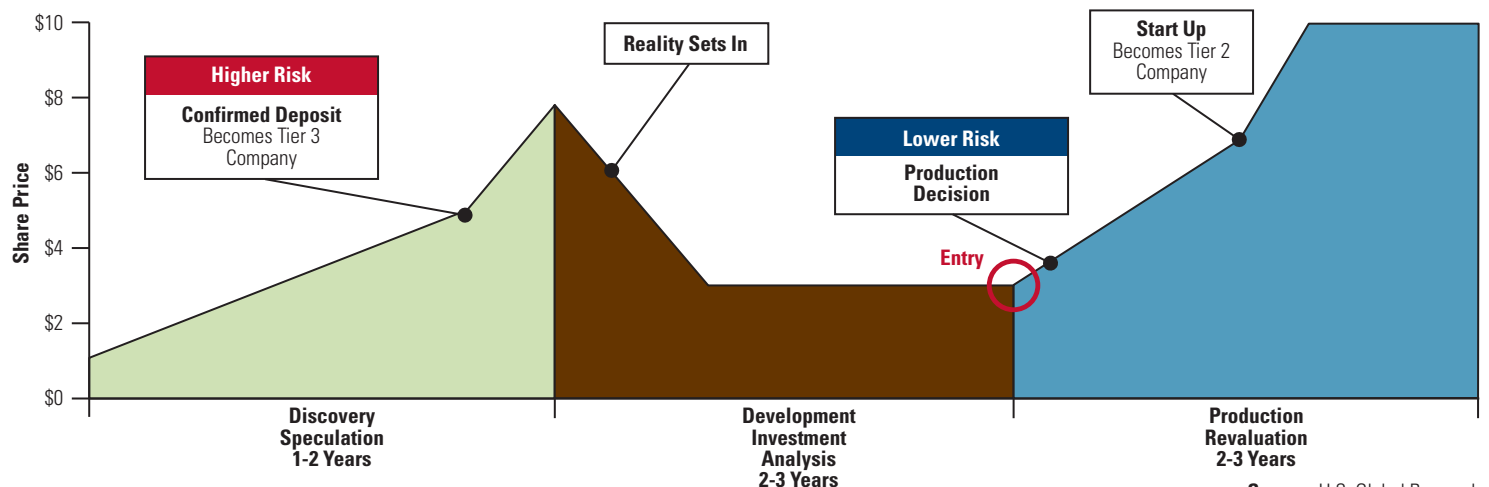 $10
$8
$6
$4
$2
$0
Share Price
Higher Risk
Confirmed Deposit
Becomes Tier 3
Company
Reality Sets In
Lower Risk
Production
Decision
Entry
Start Up
Becomes Tier 2
Company
Discovery
Speculation
1-2 Years
Development
Investment
Analysis
2-3 Years
Production
Revaluation
2-3 Years
U.S. Global Research